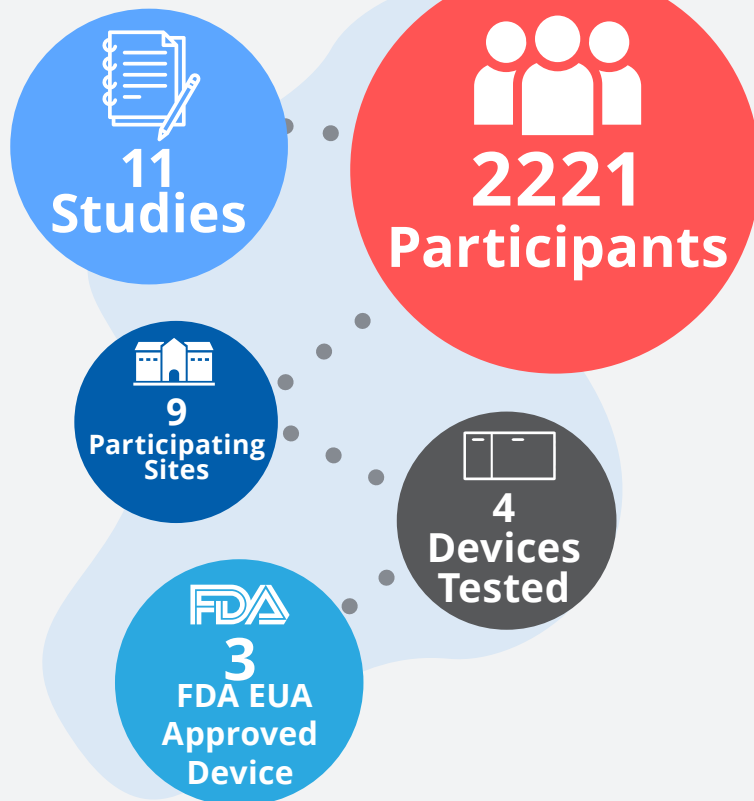 11
Studies
2221
Participants
9
Participating
Sites
4
Devices
Tested
FDA
3
FDA EUA
Approved
Device